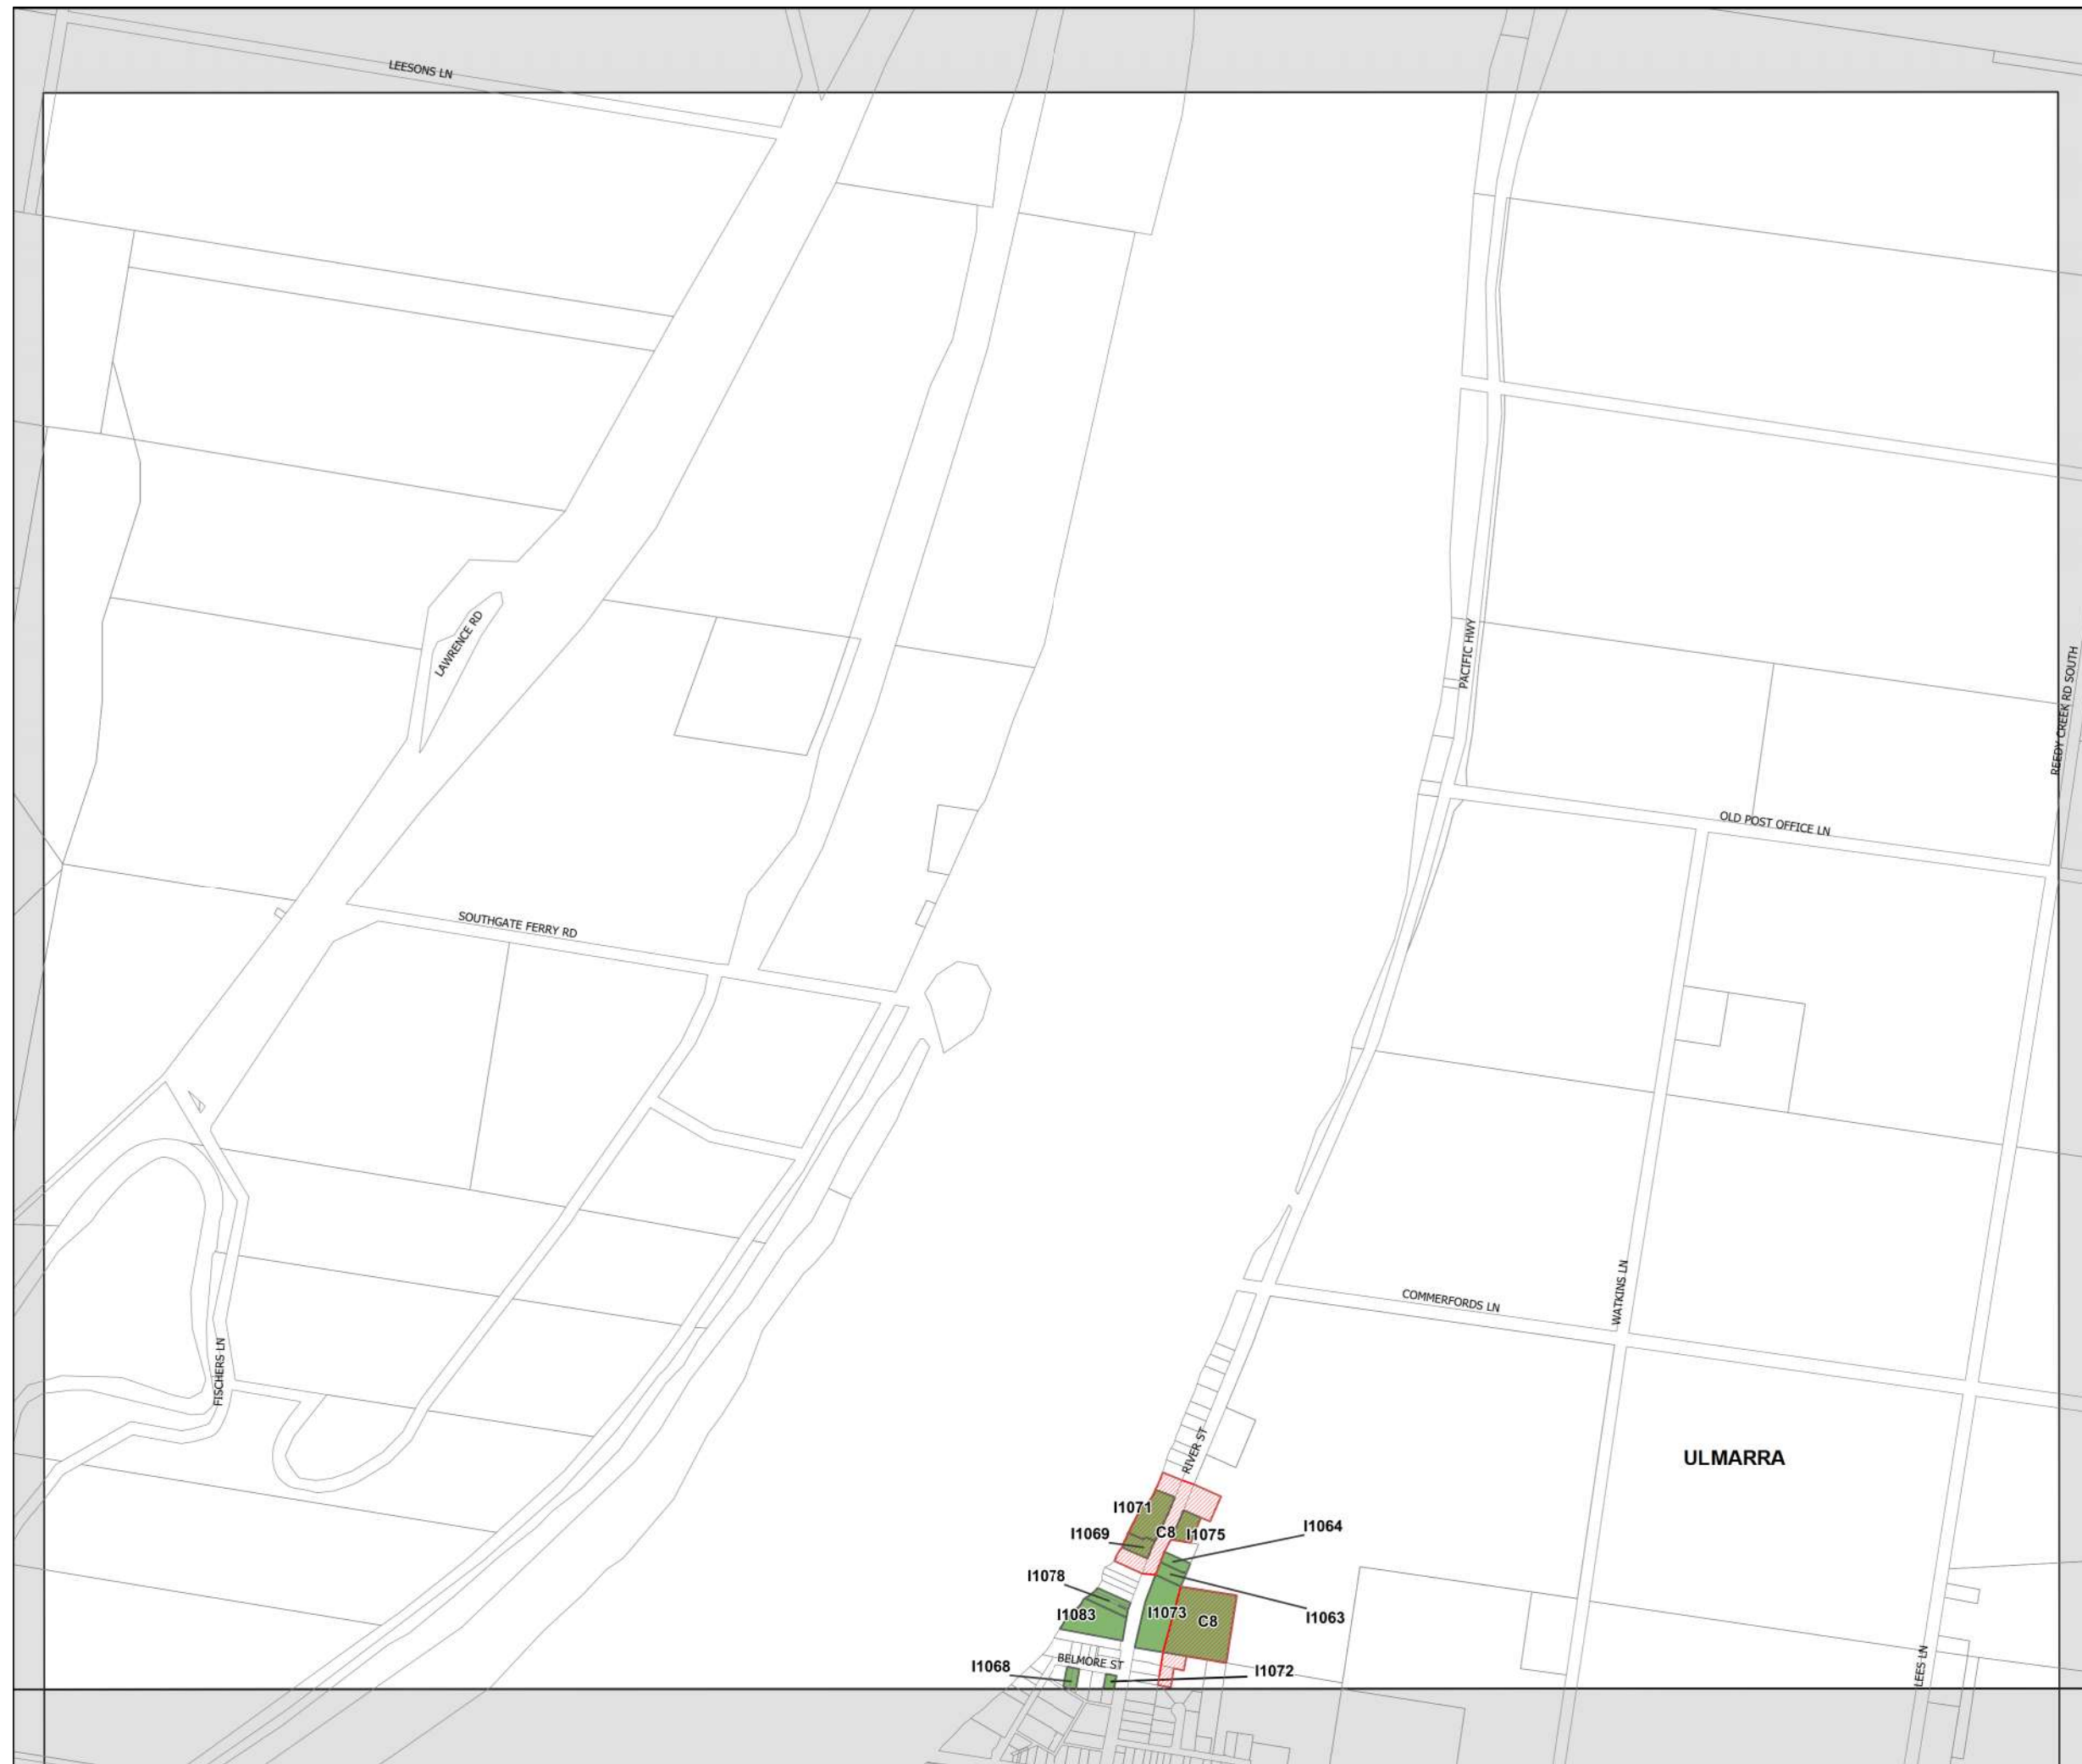 LEESONS LN
LAWRENCE RD
PACIFIC HWY
REEDY CREEK RD SOUTH
OLD POST OFFICE LN
SOUTHGATE FERRY RD
COMMERFORDS LN
WATKINS LN
FISCHERS LN
RIVER ST
ULMARRA
I1071
I1069
C8
I1075
I1064
I1078
I1083
I1073
C8
I1063
BELMORE ST
I1068
I1072
LEES LN